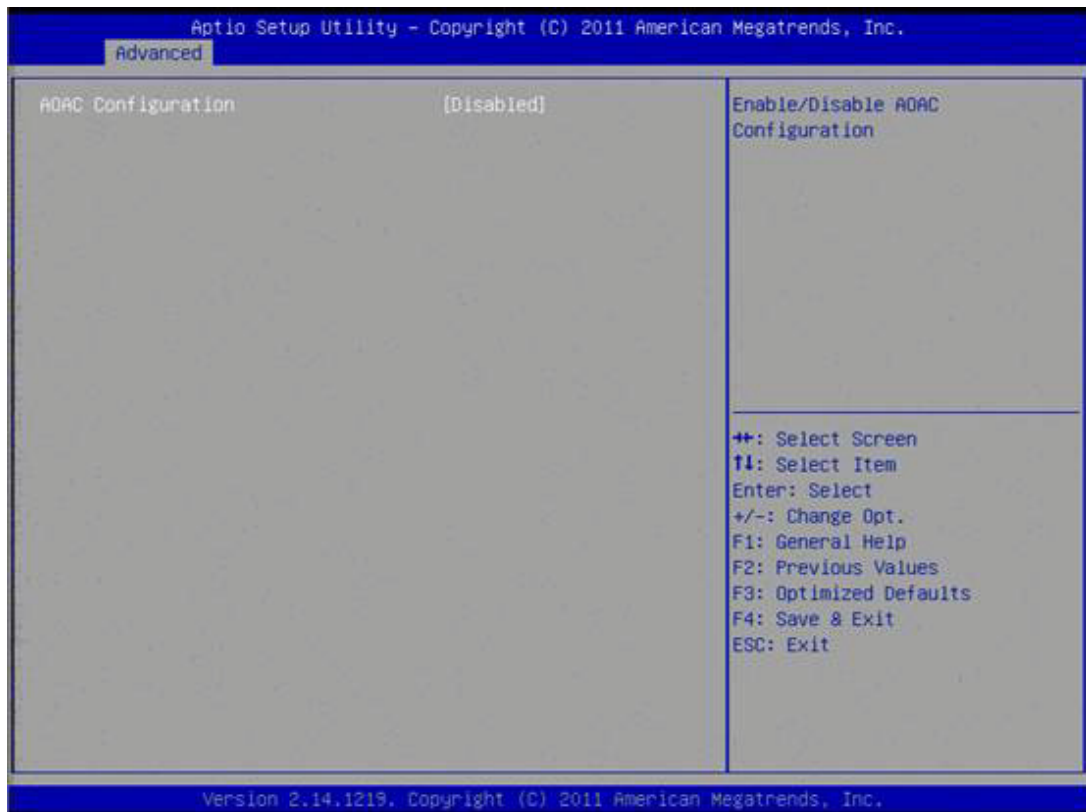 Aptio Setup Utility – Copyright (C) 2011 American Megatrends, Inc.
Advanced
AOAC Configuration [Disabled]
Enable/Disable AOAC
Configuration
→←: Select Screen
↑↓: Select Item
Enter: Select
+/-: Change Opt.
F1: General Help
F2: Previous Values
F3: Optimized Defaults
F4: Save & Exit
ESC: Exit
Version 2.14.1219. Copyright (C) 2011 American Megatrends, Inc.